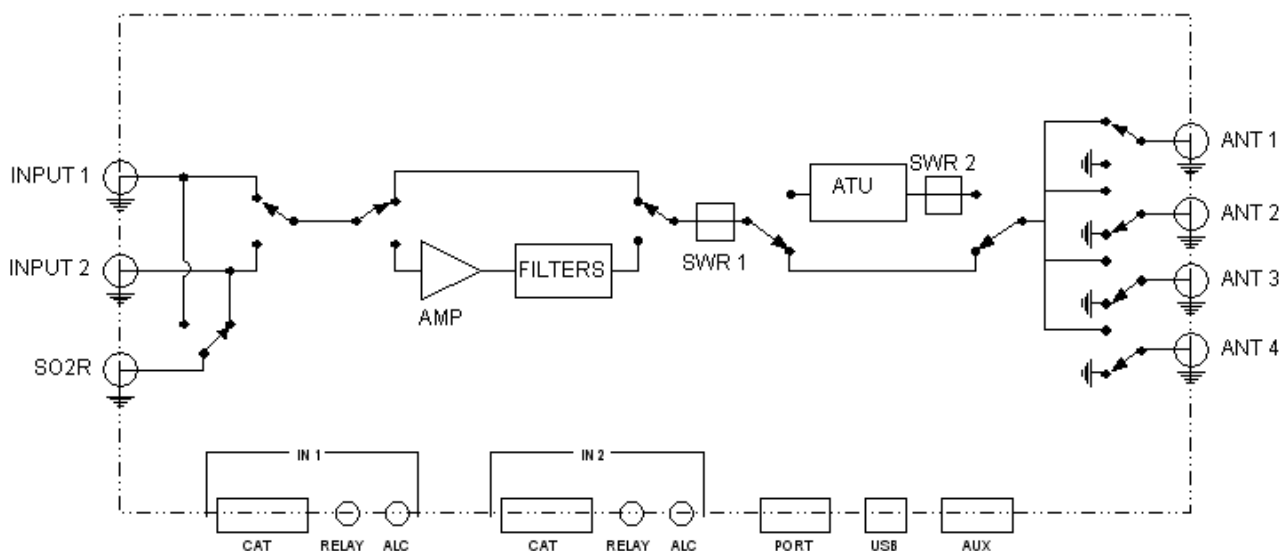 INPUT 1
INPUT 2
SO2R
AMP
FILTERS
SWR 1
ATU
SWR 2
ANT 1
ANT 2
ANT 3
ANT 4
IN 1
IN 2
CAT
RELAY
ALC
CAT
RELAY
ALC
PORT
USB
AUX